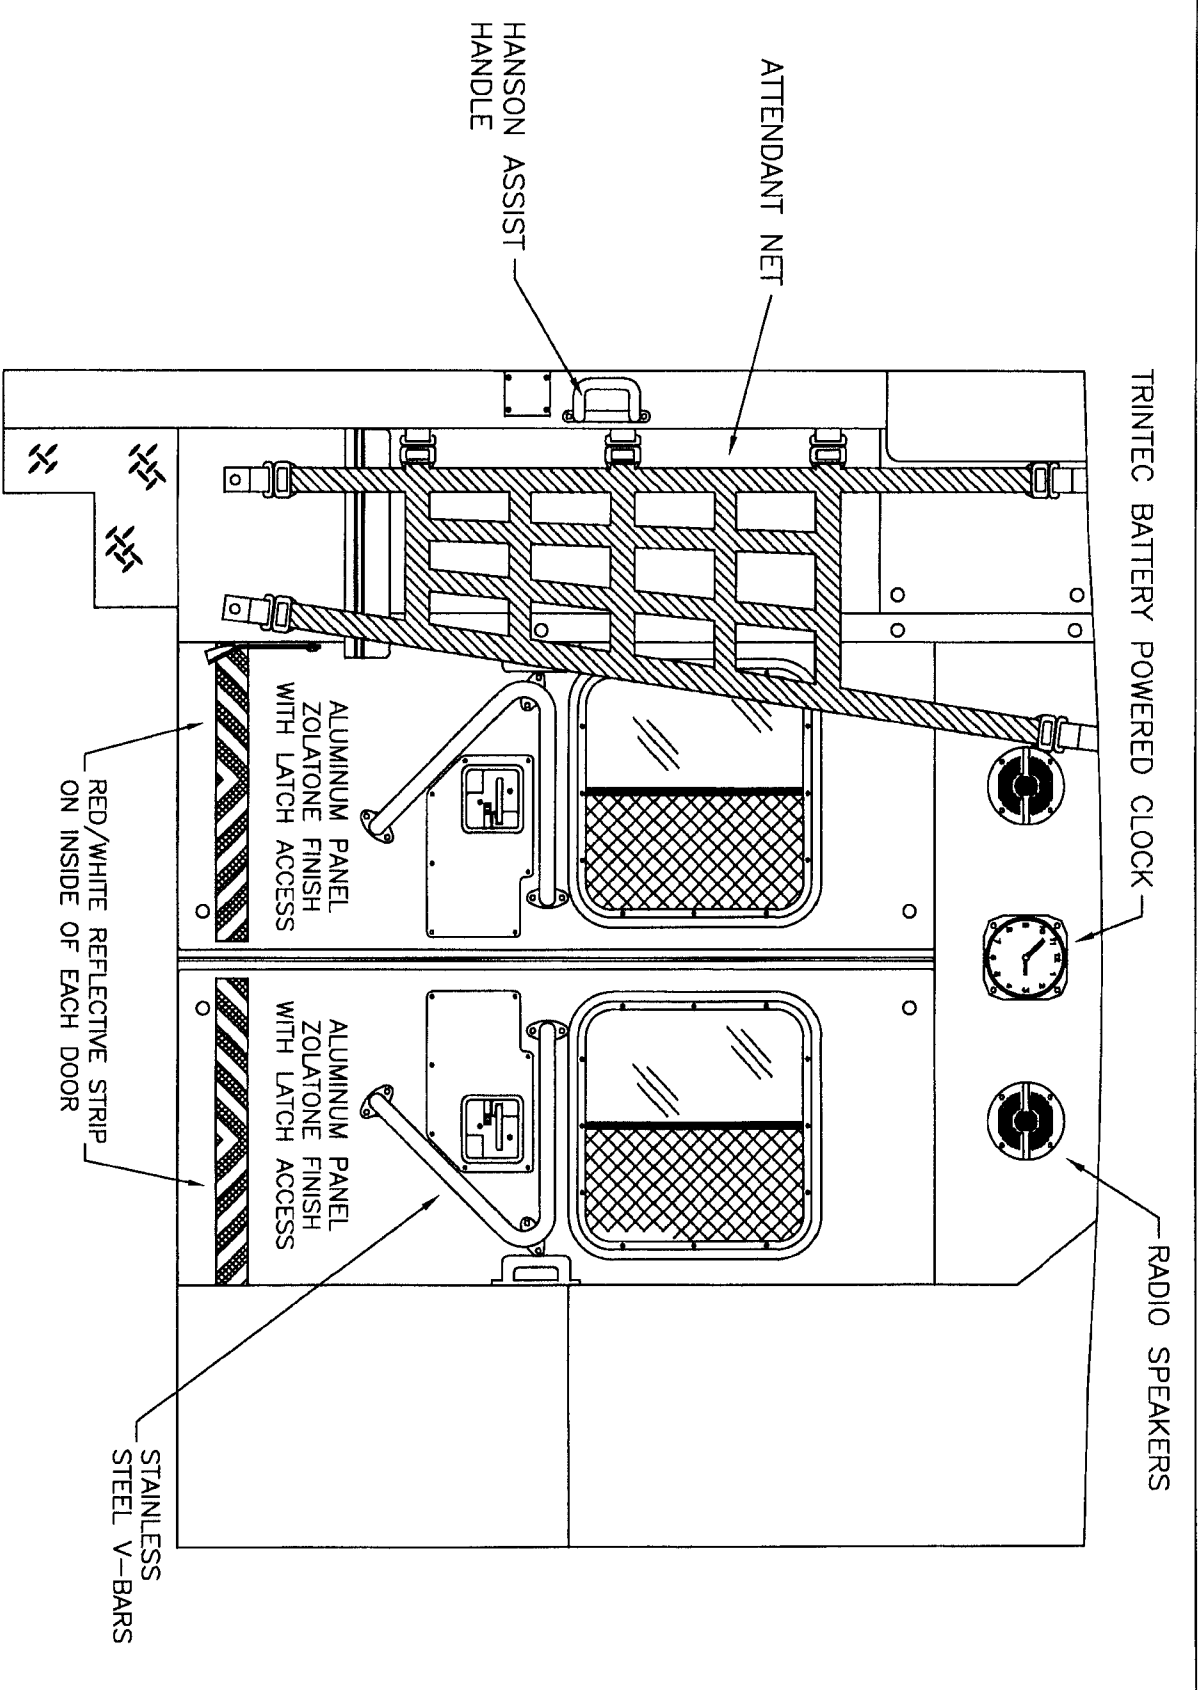 TRINTEC BATTERY POWERED CLOCK
RADIO SPEAKERS
ATTENDANT NET
HANSON ASSIST
HANDLE
ALUMINUM PANEL
ZOLATONE FINISH
WITH LATCH ACCESS
ALUMINUM PANEL
ZOLATONE FINISH
WITH LATCH ACCESS
RED/WHITE REFLECTIVE STRIP
ON INSIDE OF EACH DOOR
STAINLESS
STEEL V-BARS